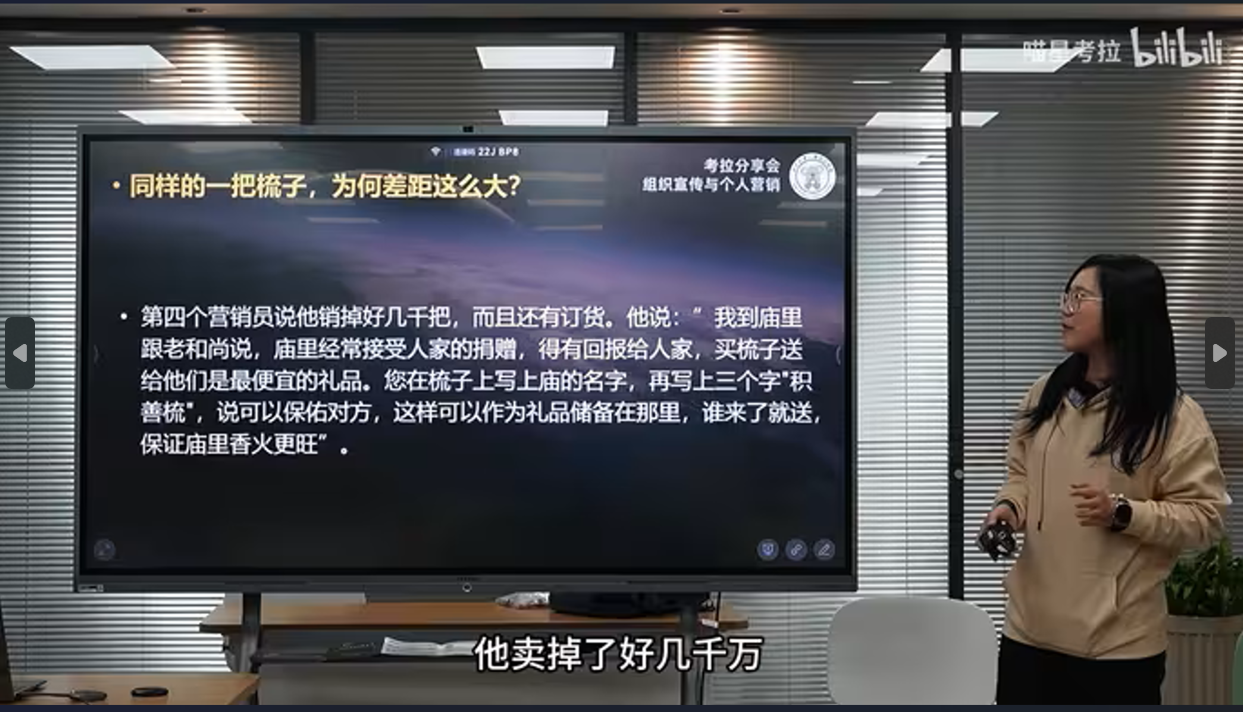 喵星考拉 bilibili
22J BP8
考拉分享会
组织宣传与个人营销
• 同样的一把梳子，为何差距这么大？
• 第四个营销员说他销掉好几千把，而且还有订货。他说：“我到庙里
跟老和尚说，庙里经常接受人家的捐赠，得有回报给人家，买梳子送
给他们是最便宜的礼品。您在梳子上写上庙的名字，再写上三个字"积
善梳"，说可以保佑对方，这样可以作为礼品储备在那里，谁来了就送，
保证庙里香火更旺”。
他卖掉了好几千万